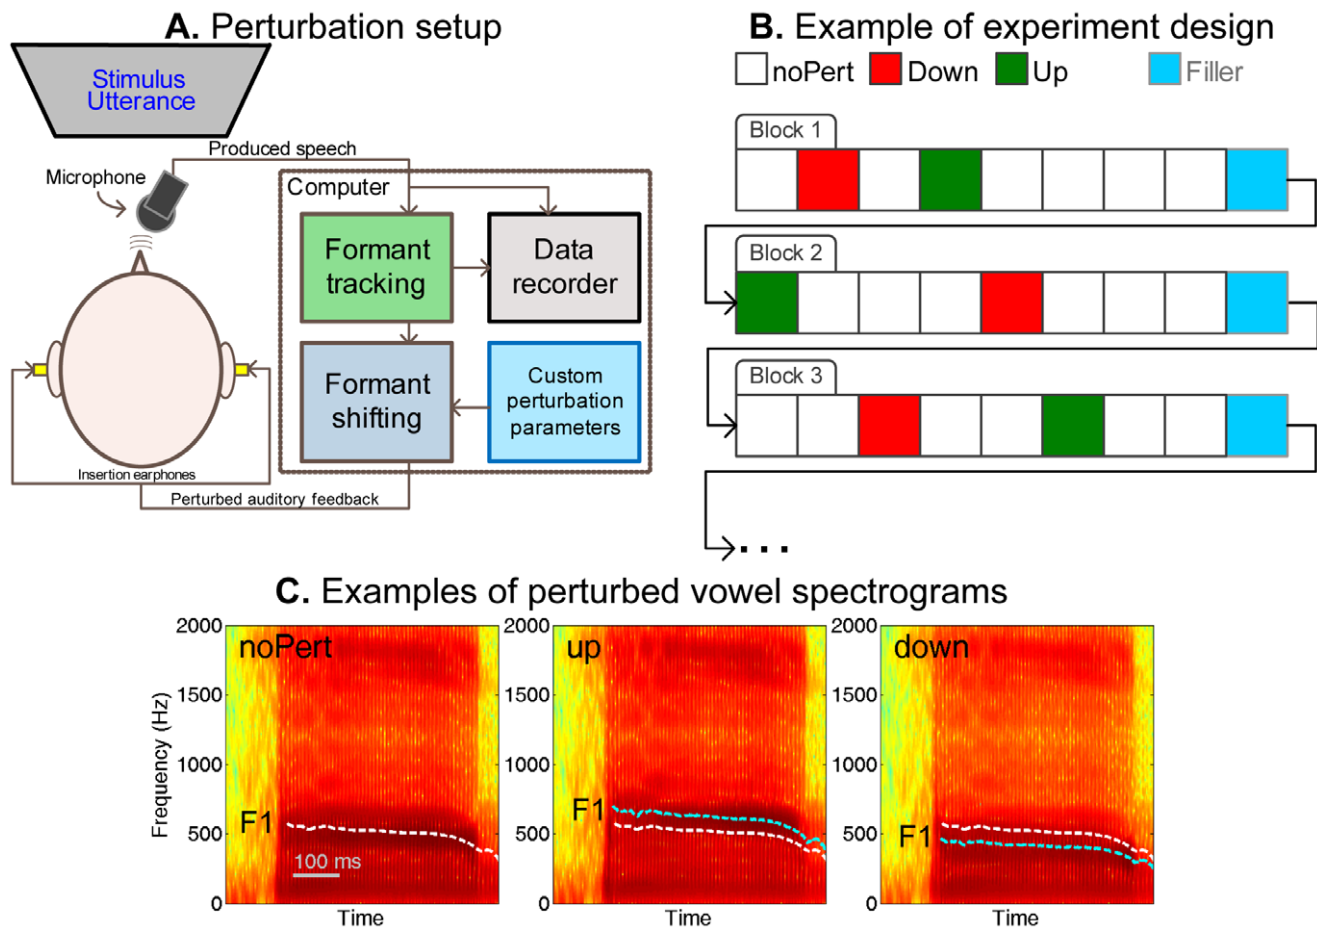 A. Perturbation setup
Stimulus
Utterance
Produced speech
Microphone
Computer
Formant
tracking
Data
recorder
Formant
shifting
Custom
perturbation
parameters
Insertion earphones
Perturbed auditory feedback
B. Example of experiment design
noPert Down Up Filler
Block 1
Block 2
Block 3
...
C. Examples of perturbed vowel spectrograms
Frequency (Hz)
2000
1500
1000
500
0
noPert
F1
100 ms
Time
2000
1500
1000
500
0
up
F1
Time
2000
1500
1000
500
0
down
F1
Time